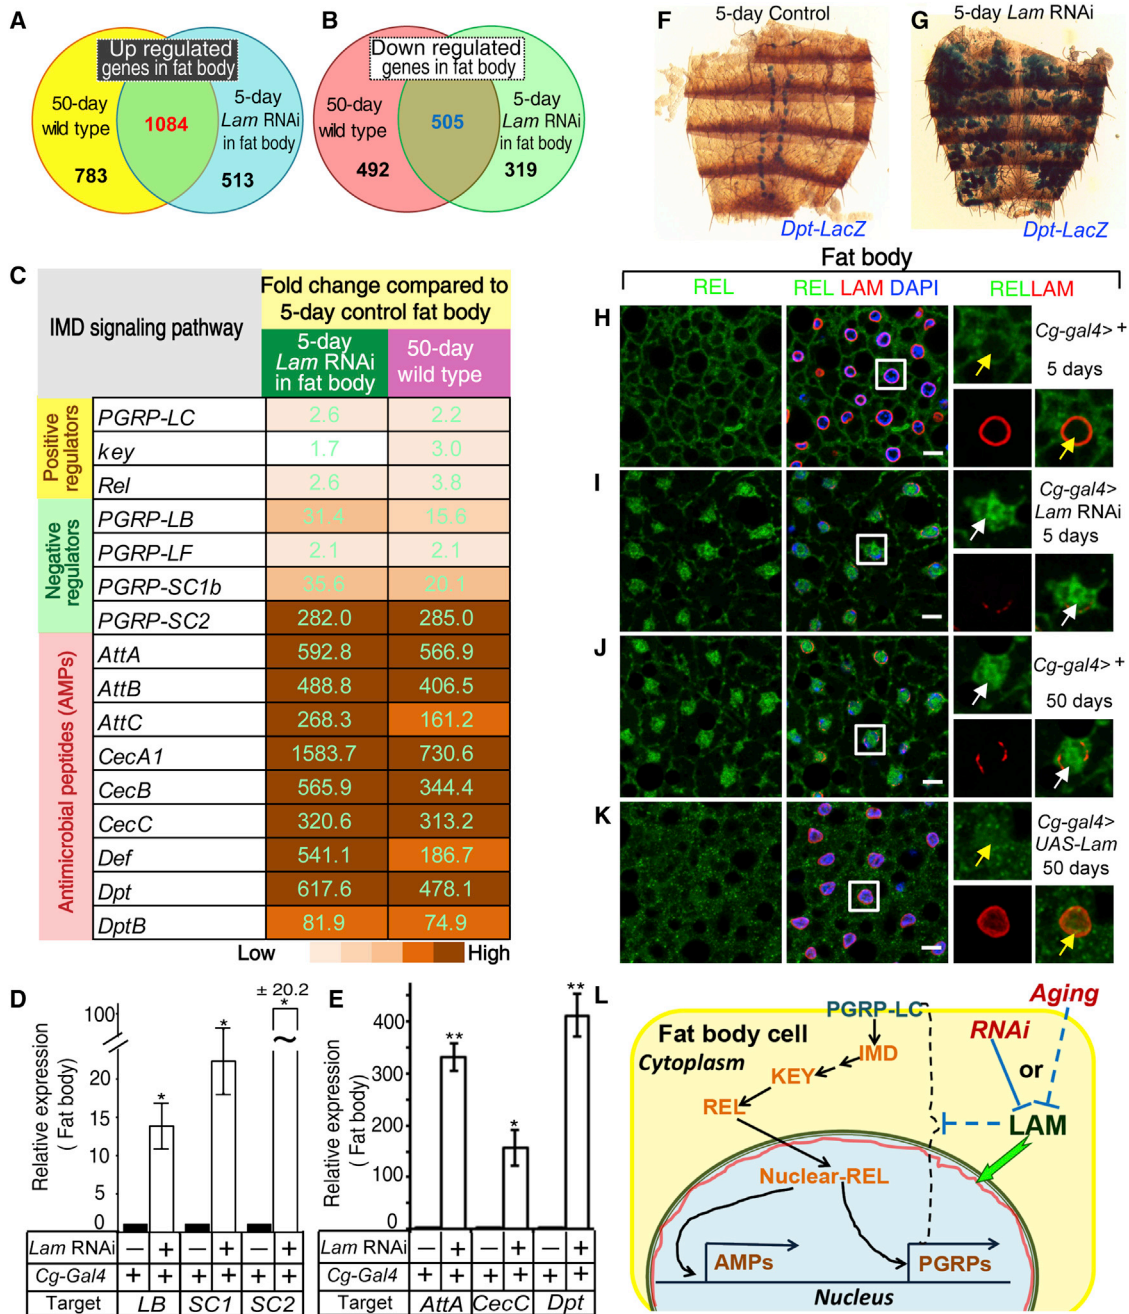 A
Up regulated
genes in fat body
50-day
wild type
783
1084
5-day
Lam RNAi
in fat body
513
B
Down regulated
genes in fat body
50-day
wild type
492
505
5-day
Lam RNAi
in fat body
319
F
5-day Control
Dpt-LacZ
G
5-day Lam RNAi
Dpt-LacZ
C
IMD signaling pathway
Fold change compared to
5-day control fat body
5-day
Lam RNAi
in fat body
50-day
wild type
Positive
regulators
PGRP-LC 2.6 2.2
key 1.7 3.0
Rel 2.6 3.8
Negative
regulators
PGRP-LB 31.4 15.6
PGRP-LF 2.1 2.1
PGRP-SC1b 35.6 20.1
PGRP-SC2 282.0 285.0
Antimicrobial peptides (AMPs)
AttA 592.8 566.9
AttB 488.8 406.5
AttC 268.3 161.2
CecA1 1583.7 730.6
CecB 565.9 344.4
CecC 320.6 313.2
Def 541.1 186.7
Dpt 617.6 478.1
DptB 81.9 74.9
Low High
Fat body
REL
REL LAM DAPI
RELLAM
H
Cg-gal4> +
5 days
I
Cg-gal4>
Lam RNAi
5 days
J
Cg-gal4> +
50 days
K
Cg-gal4>
UAS-Lam
50 days
D
Relative expression
( Fat body)
100
20
15
10
5
0
*
*
± 20.2
*
~
Lam RNAi − + − + − +
Cg-Gal4 + + + + + +
Target LB SC1 SC2
E
Relative expression
( Fat body)
400
300
200
100
0
**
*
**
Lam RNAi − + − + − +
Cg-Gal4 + + + + + +
Target AttA CecC Dpt
L
Aging
PGRP-LC
RNAi
Fat body cell
Cytoplasm
IMD
or
KEY
REL
LAM
Nuclear-REL
AMPs
PGRPs
Nucleus